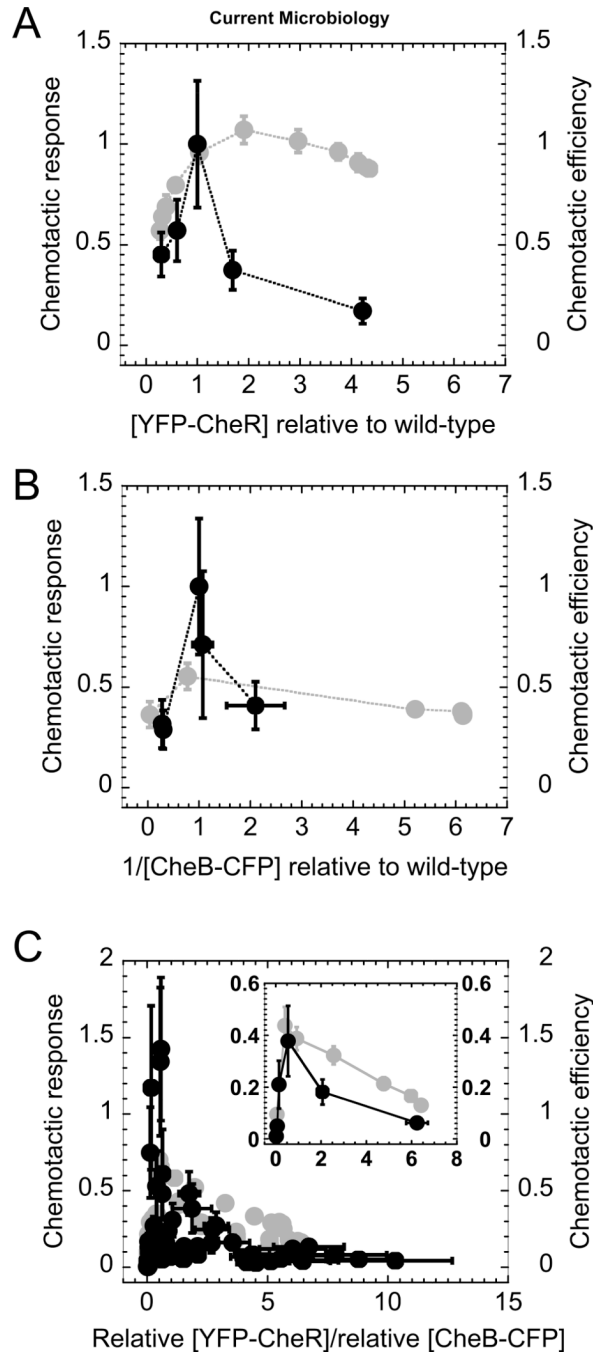 Current Microbiology
A
1.5 1.5
1 1
0.5 0.5
0 0
Chemotactic response
Chemotactic efficiency
0 1 2 3 4 5 6 7
[YFP-CheR] relative to wild-type
B
1.5 1.5
1 1
0.5 0.5
0 0
Chemotactic response
Chemotactic efficiency
0 1 2 3 4 5 6 7
1/[CheB-CFP] relative to wild-type
C
2 2
1.5 1.5
1 1
0.5 0.5
0 0
Chemotactic response
Chemotactic efficiency
0.6 0.6
0.4 0.4
0.2 0.2
0 0
0 2 4 6 8
0 5 10 15
Relative [YFP-CheR]/relative [CheB-CFP]